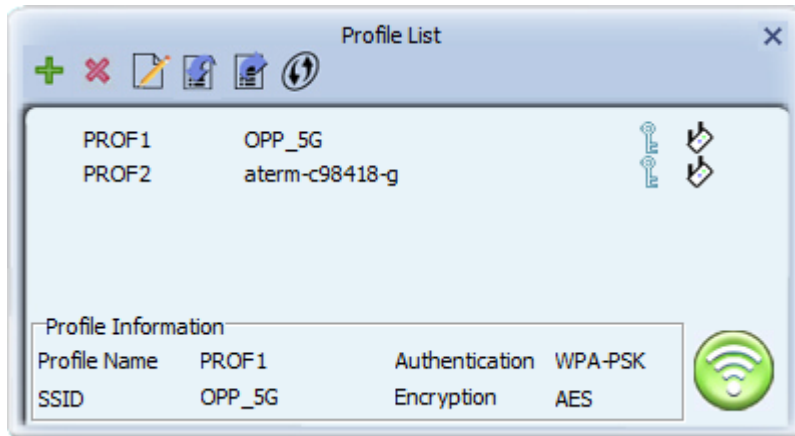 Profile List
PROF1 OPP_5G
PROF2 aterm-c98418-g
Profile Information
Profile Name PROF1 Authentication WPA-PSK
SSID OPP_5G Encryption AES